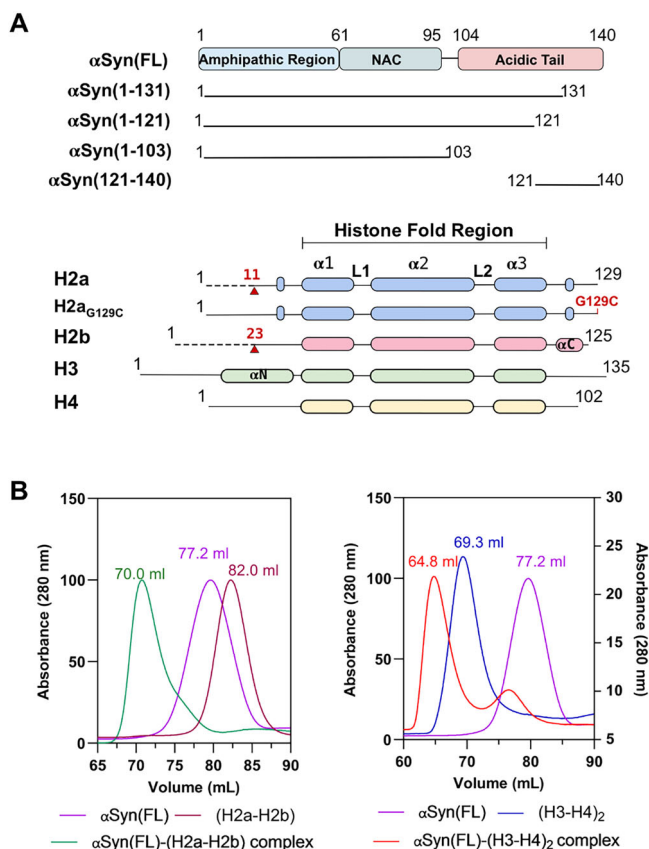 A
1 61 95 104 140
αSyn(FL) Amphipathic Region NAC Acidic Tail
αSyn(1-131) 1 131
αSyn(1-121) 1 121
αSyn(1-103) 1 103
αSyn(121-140) 121 140
Histone Fold Region
α1 L1 α2 L2 α3
H2a 1 11 129
H2aG129C 1 G129C
H2b 1 23 αC 125
H3 1 αN 135
H4 1 102
B
150 100 50 0
Absorbance (280 nm)
70.0 ml
77.2 ml
82.0 ml
65 70 75 80 85 90
Volume (mL)
αSyn(FL) (H2a-H2b)
αSyn(FL)-(H2a-H2b) complex
150 100 50 0
Absorbance (280 nm)
64.8 ml
69.3 ml
77.2 ml
30 25 20 15 10 5
Absorbance (280 nm)
60 70 80 90
Volume (mL)
αSyn(FL) (H3-H4)2
αSyn(FL)-(H3-H4)2 complex